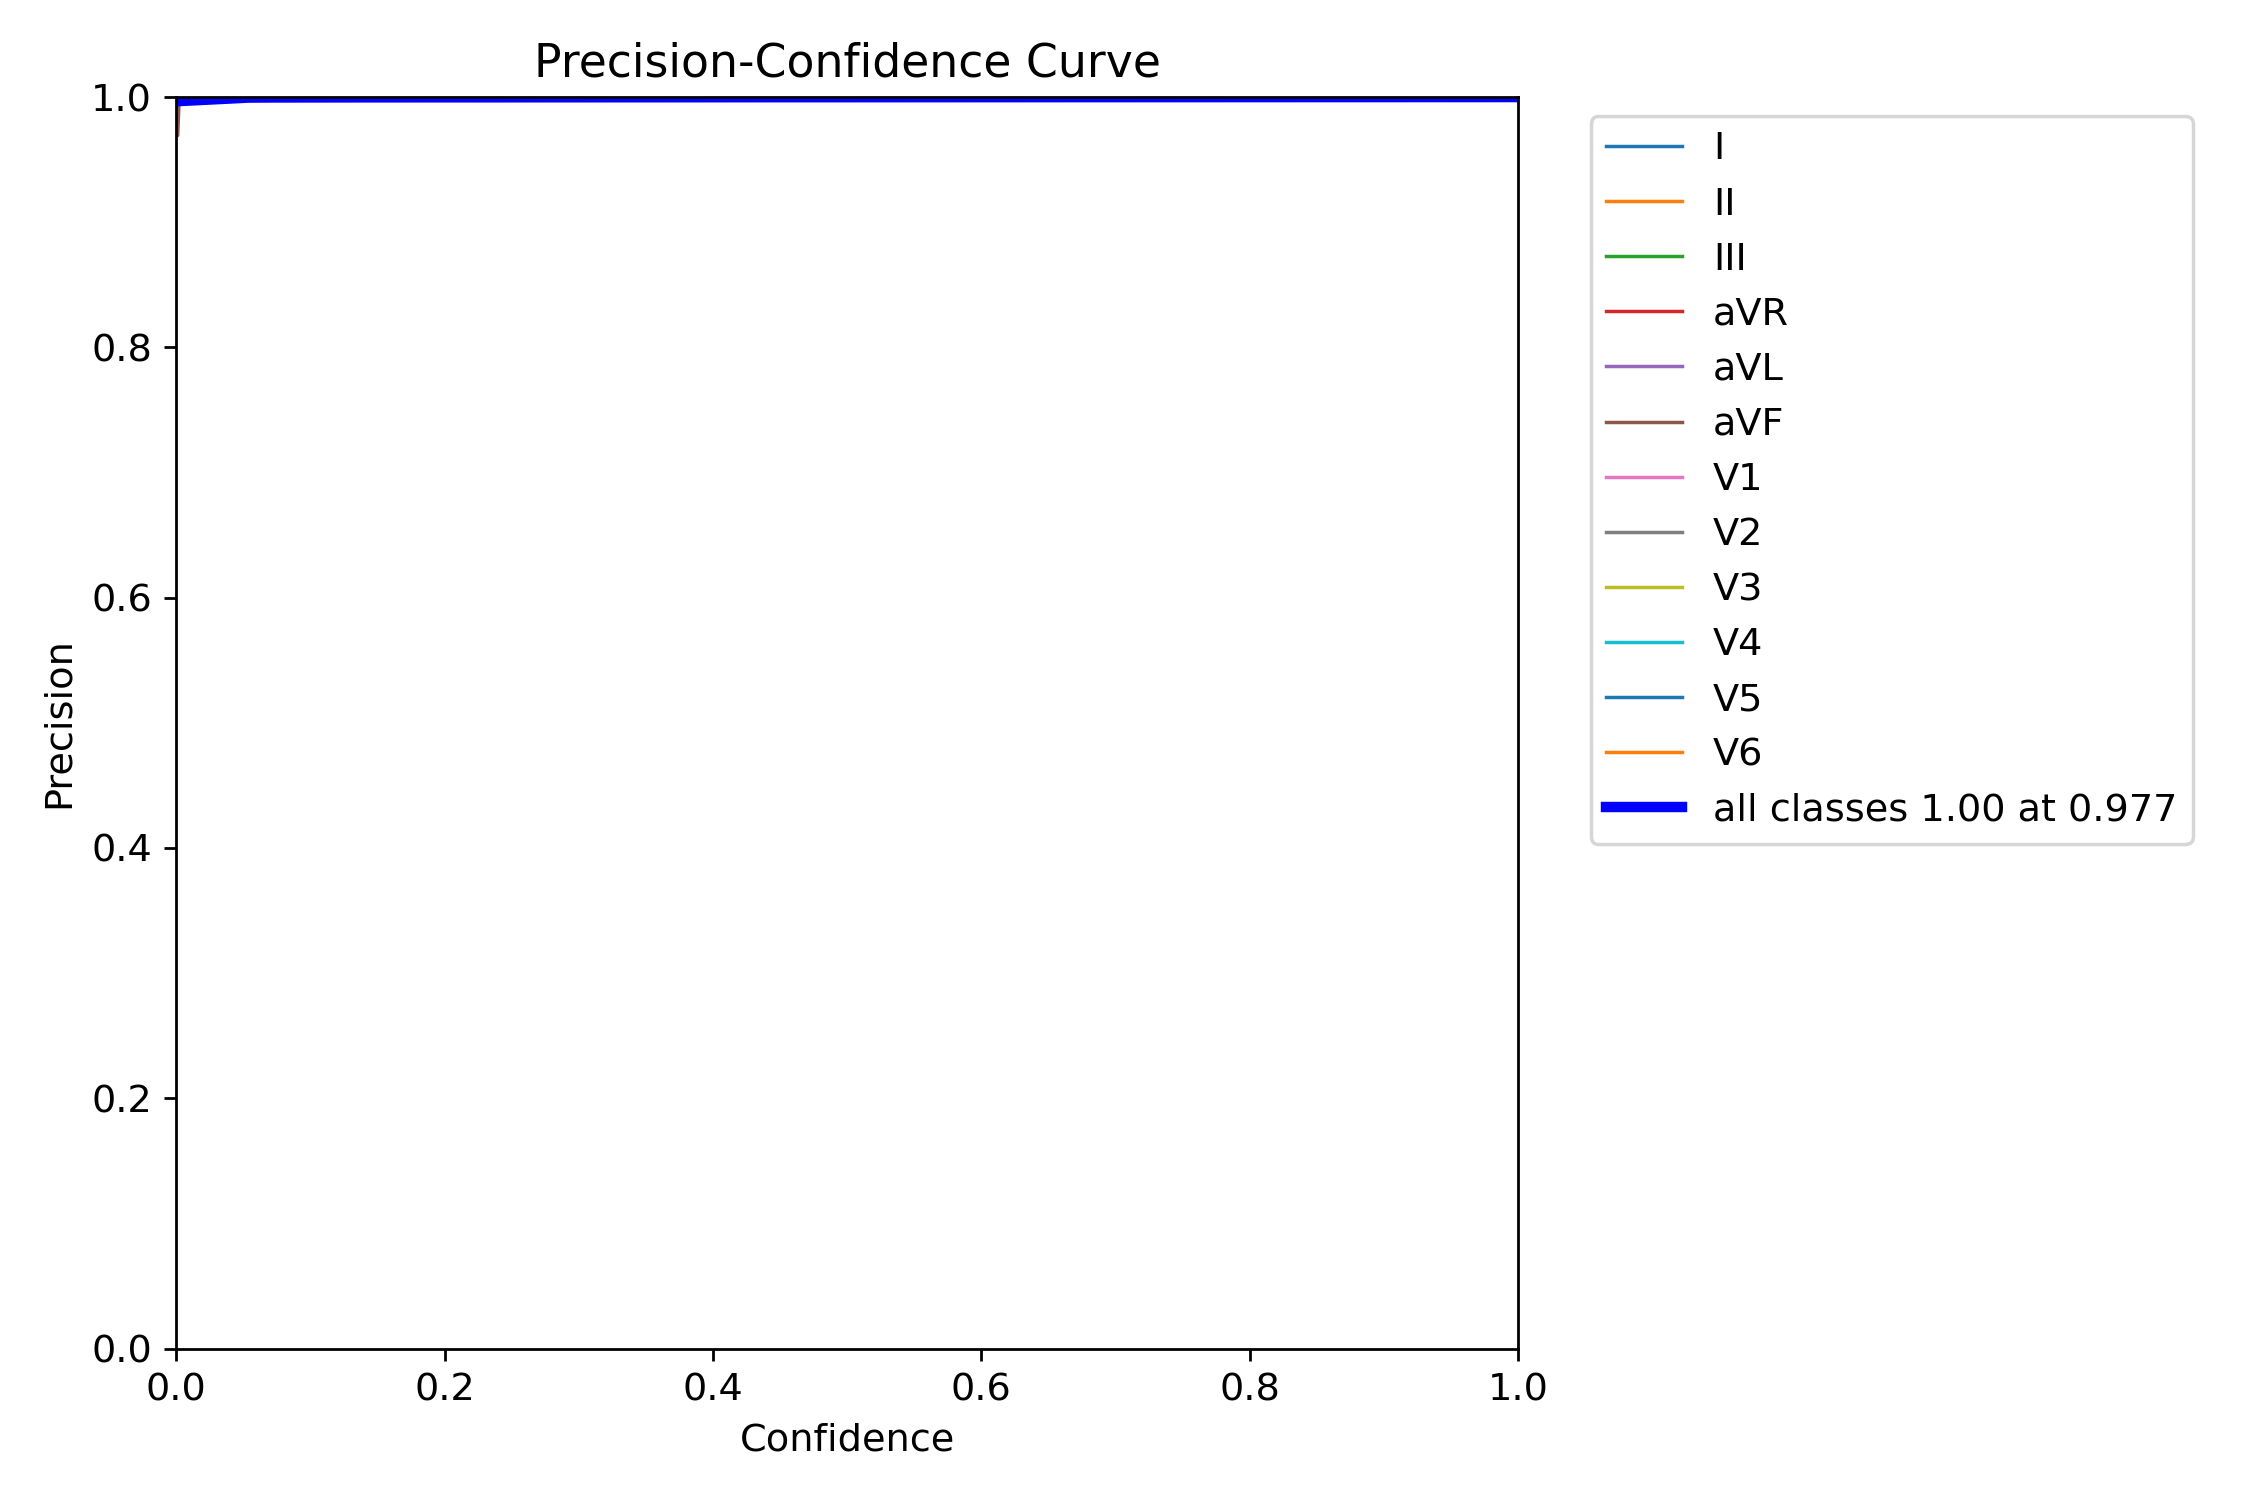 Precision-Confidence Curve
1.0
0.8
0.6
0.4
0.2
0.0
Precision
0.0 0.2 0.4 0.6 0.8 1.0
Confidence
I
II
III
aVR
aVL
aVF
V1
V2
V3
V4
V5
V6
all classes 1.00 at 0.977